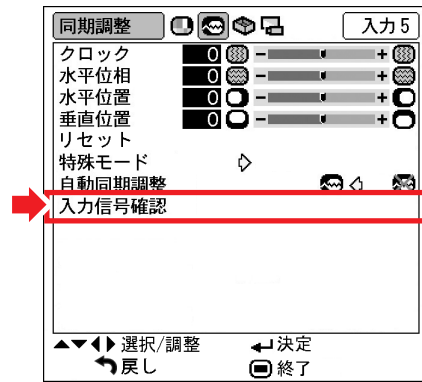 同期調整 入力5
クロック 0 - +
水平位相 0 - +
水平位置 0 - +
垂直位置 0 - +
リセット
特殊モード
自動同期調整
入力信号確認
選択/調整 決定
戻し 終了